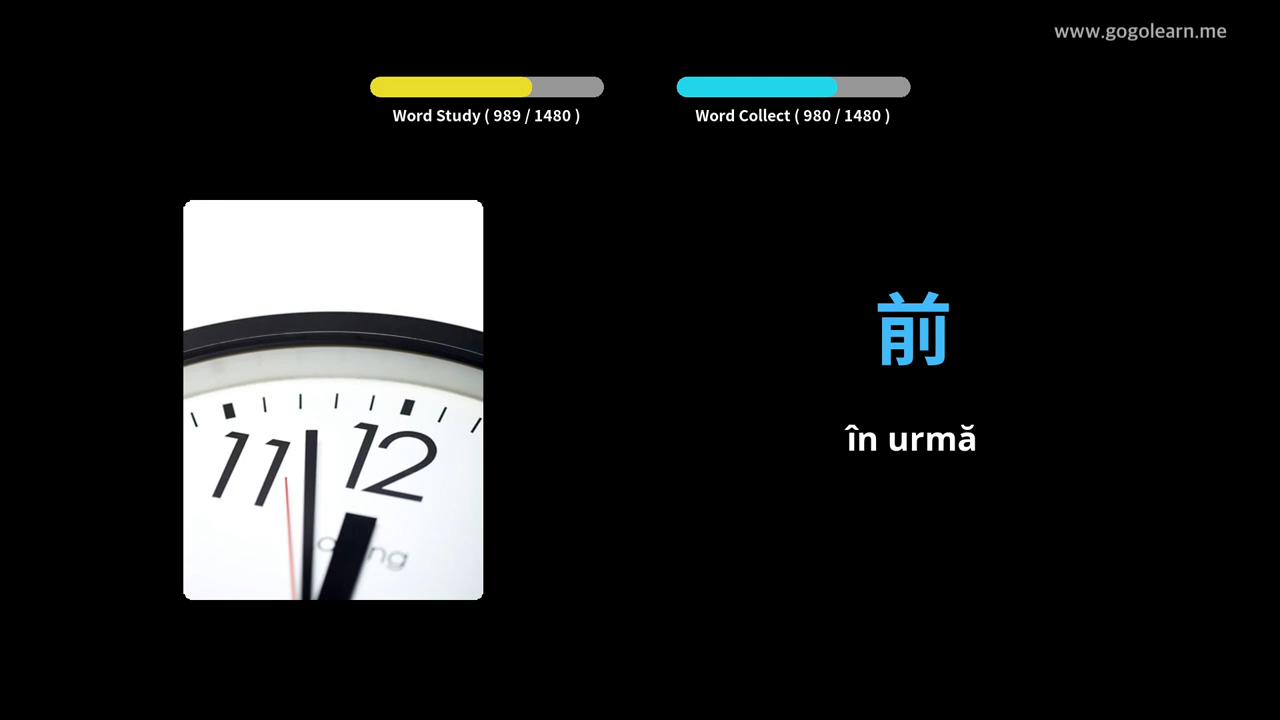 www.gogolearn.me
Word Study ( 989 / 1480 )
Word Collect ( 980 / 1480 )
前
în urmă
11 12